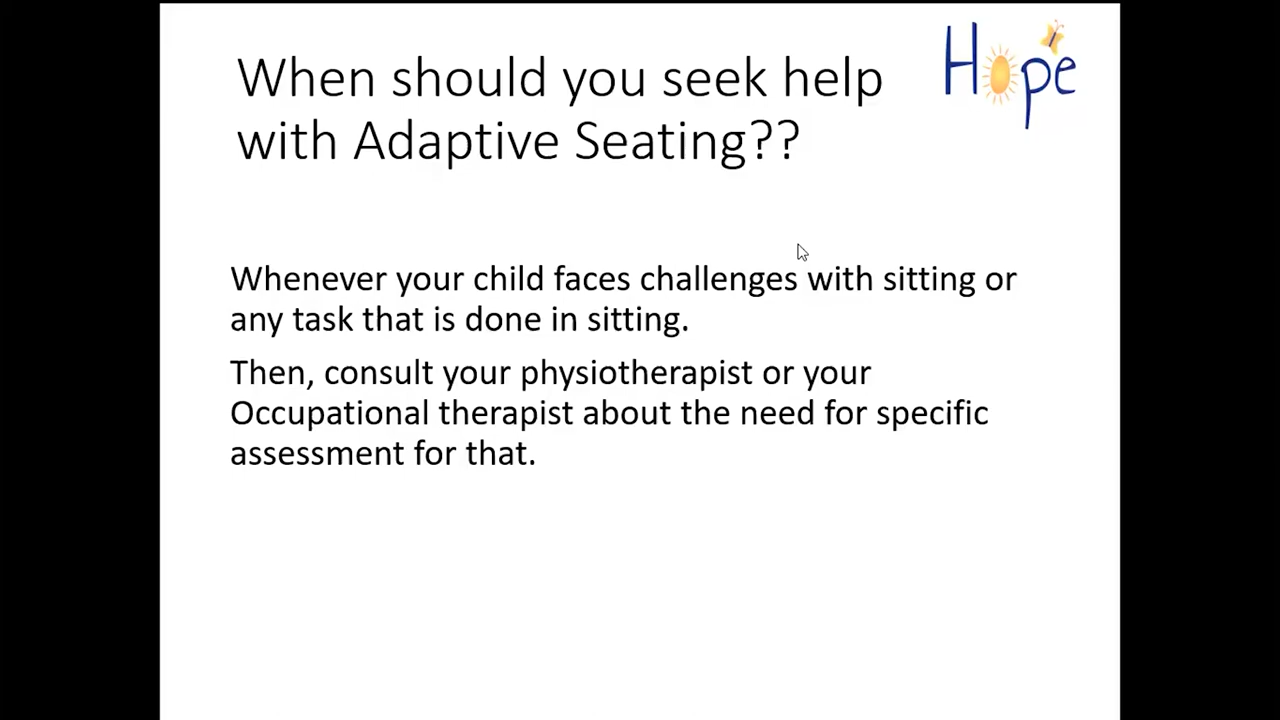 When should you seek help
with Adaptive Seating??
Hope
Whenever your child faces challenges with sitting or
any task that is done in sitting.
Then, consult your physiotherapist or your
Occupational therapist about the need for specific
assessment for that.